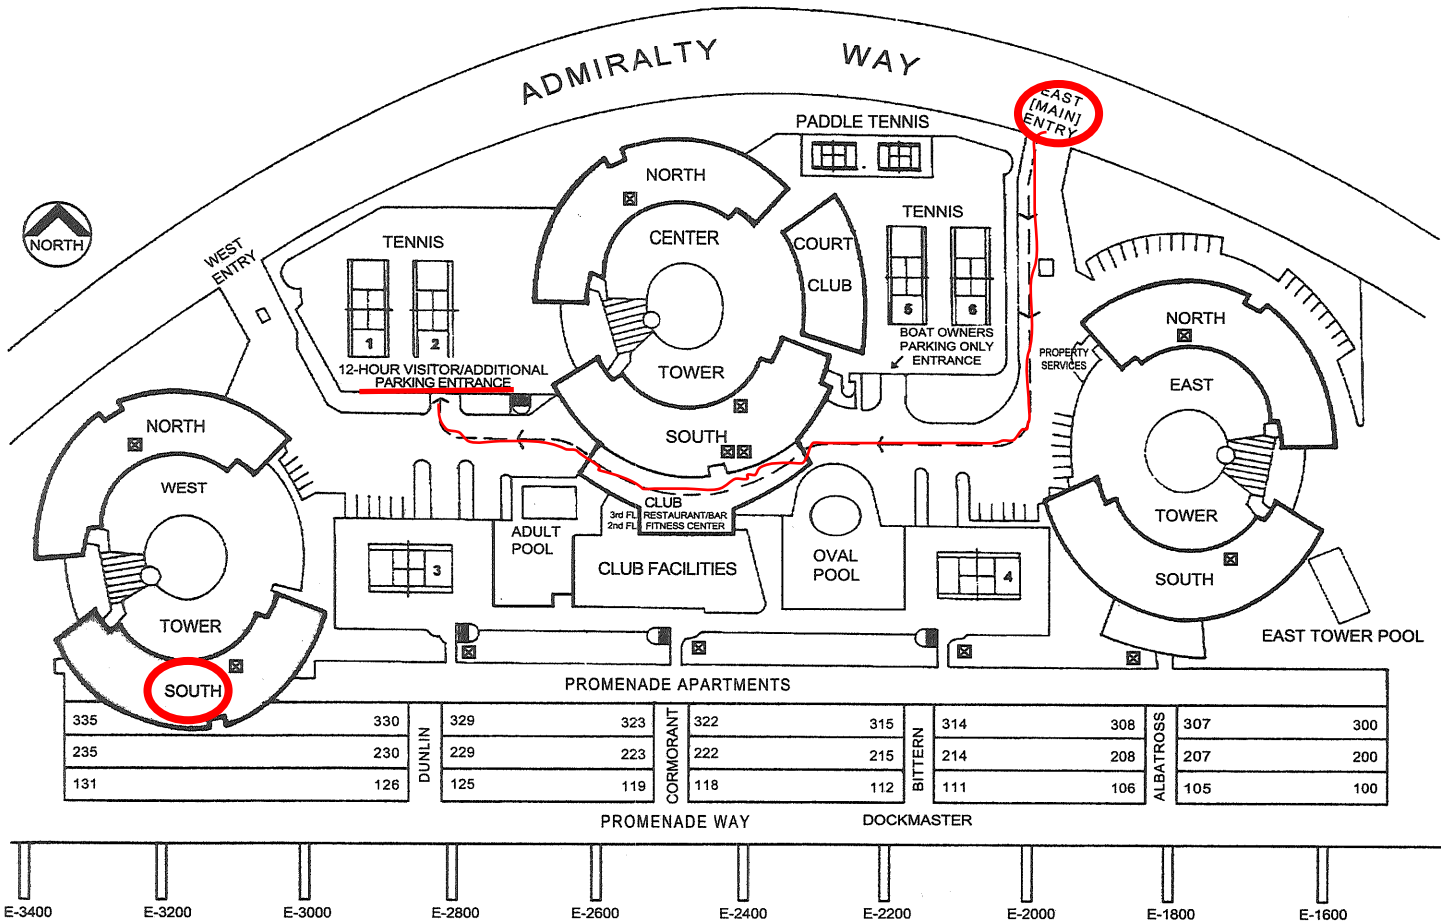 ADMIRALTY WAY
EAST
[MAIN]
ENTRY
PADDLE TENNIS
NORTH
NORTH
CENTER
TOWER
SOUTH
COURT
CLUB
TENNIS
5 6
BOAT OWNERS
PARKING ONLY
ENTRANCE
WEST
ENTRY
TENNIS
1 2
12-HOUR VISITOR/ADDITIONAL
PARKING ENTRANCE
PROPERTY
SERVICES
NORTH
EAST
TOWER
SOUTH
EAST TOWER POOL
NORTH
WEST
TOWER
SOUTH
CLUB
3rd FL RESTAURANT/BAR
2nd FL FITNESS CENTER
ADULT
POOL
CLUB FACILITIES
OVAL
POOL
3
4
PROMENADE APARTMENTS
335 330 329 323 322 315 314 308 307 300
235 230 229 223 222 215 214 208 207 200
131 126 125 119 118 112 111 106 105 100
DUNLIN
CORMORANT
BITTERN
ALBATROSS
PROMENADE WAY
DOCKMASTER
E-3400 E-3200 E-3000 E-2800 E-2600 E-2400 E-2200 E-2000 E-1800 E-1600